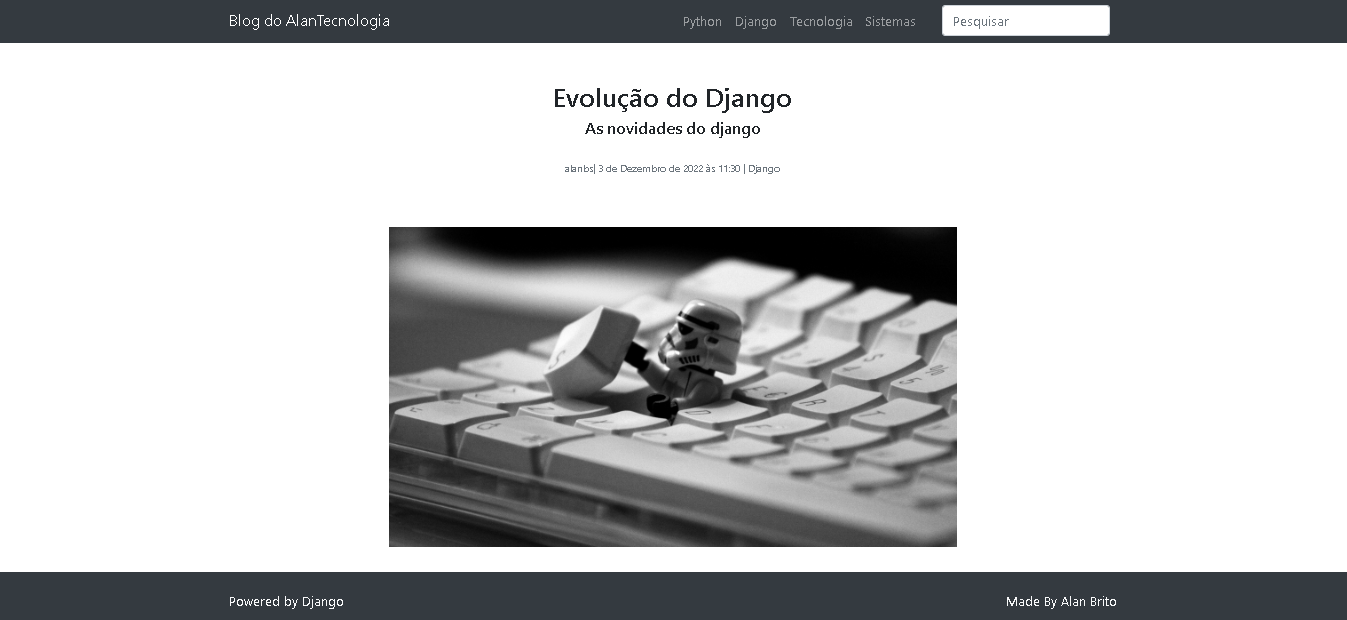 Blog do AlanTecnologia
Python Django Tecnologia Sistemas Pesquisar
Evolução do Django
As novidades do django
alanbs| 3 de Dezembro de 2022 às 11:30 | Django
Powered by Django
Made By Alan Brito